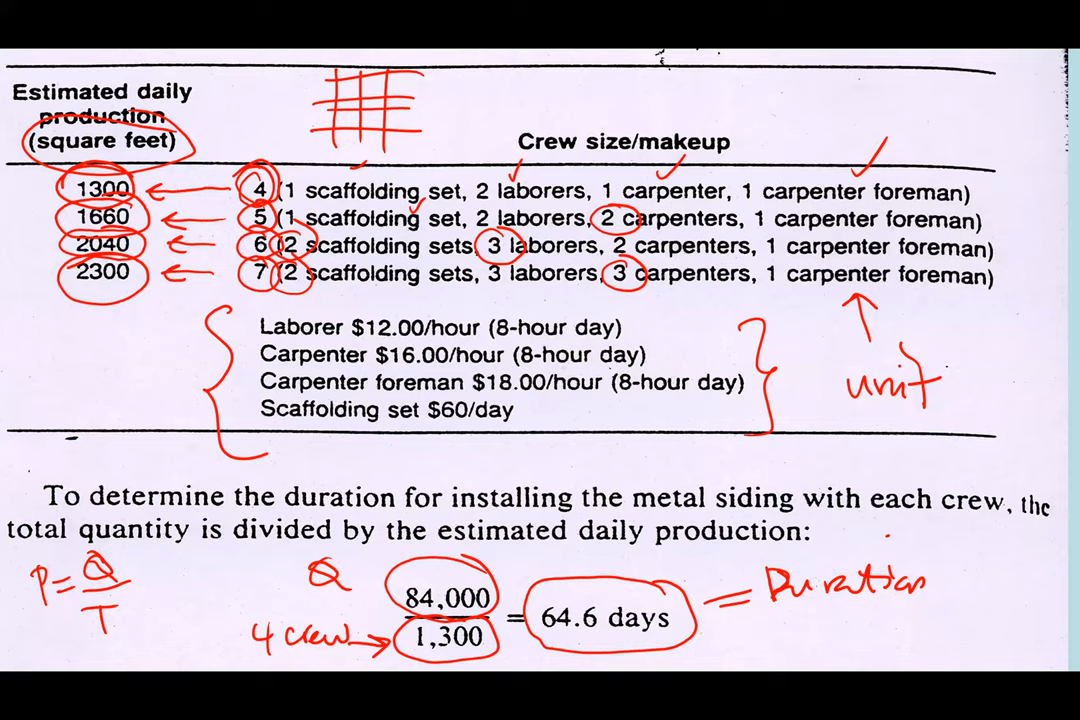 Estimated daily
production
(square feet)
Crew size/makeup
1300 4 (1 scaffolding set, 2 laborers, 1 carpenter, 1 carpenter foreman)
1660 5 (1 scaffolding set, 2 laborers, 2 carpenters, 1 carpenter foreman)
2040 6 (2 scaffolding sets, 3 laborers, 2 carpenters, 1 carpenter foreman)
2300 7 (2 scaffolding sets, 3 laborers, 3 carpenters, 1 carpenter foreman)
Laborer $12.00/hour (8-hour day)
Carpenter $16.00/hour (8-hour day)
Carpenter foreman $18.00/hour (8-hour day)
Scaffolding set $60/day
unit
To determine the duration for installing the metal siding with each crew, the
total quantity is divided by the estimated daily production:
P = Q / T
Q 84,000
4 crew 1,300
= 64.6 days = Duration